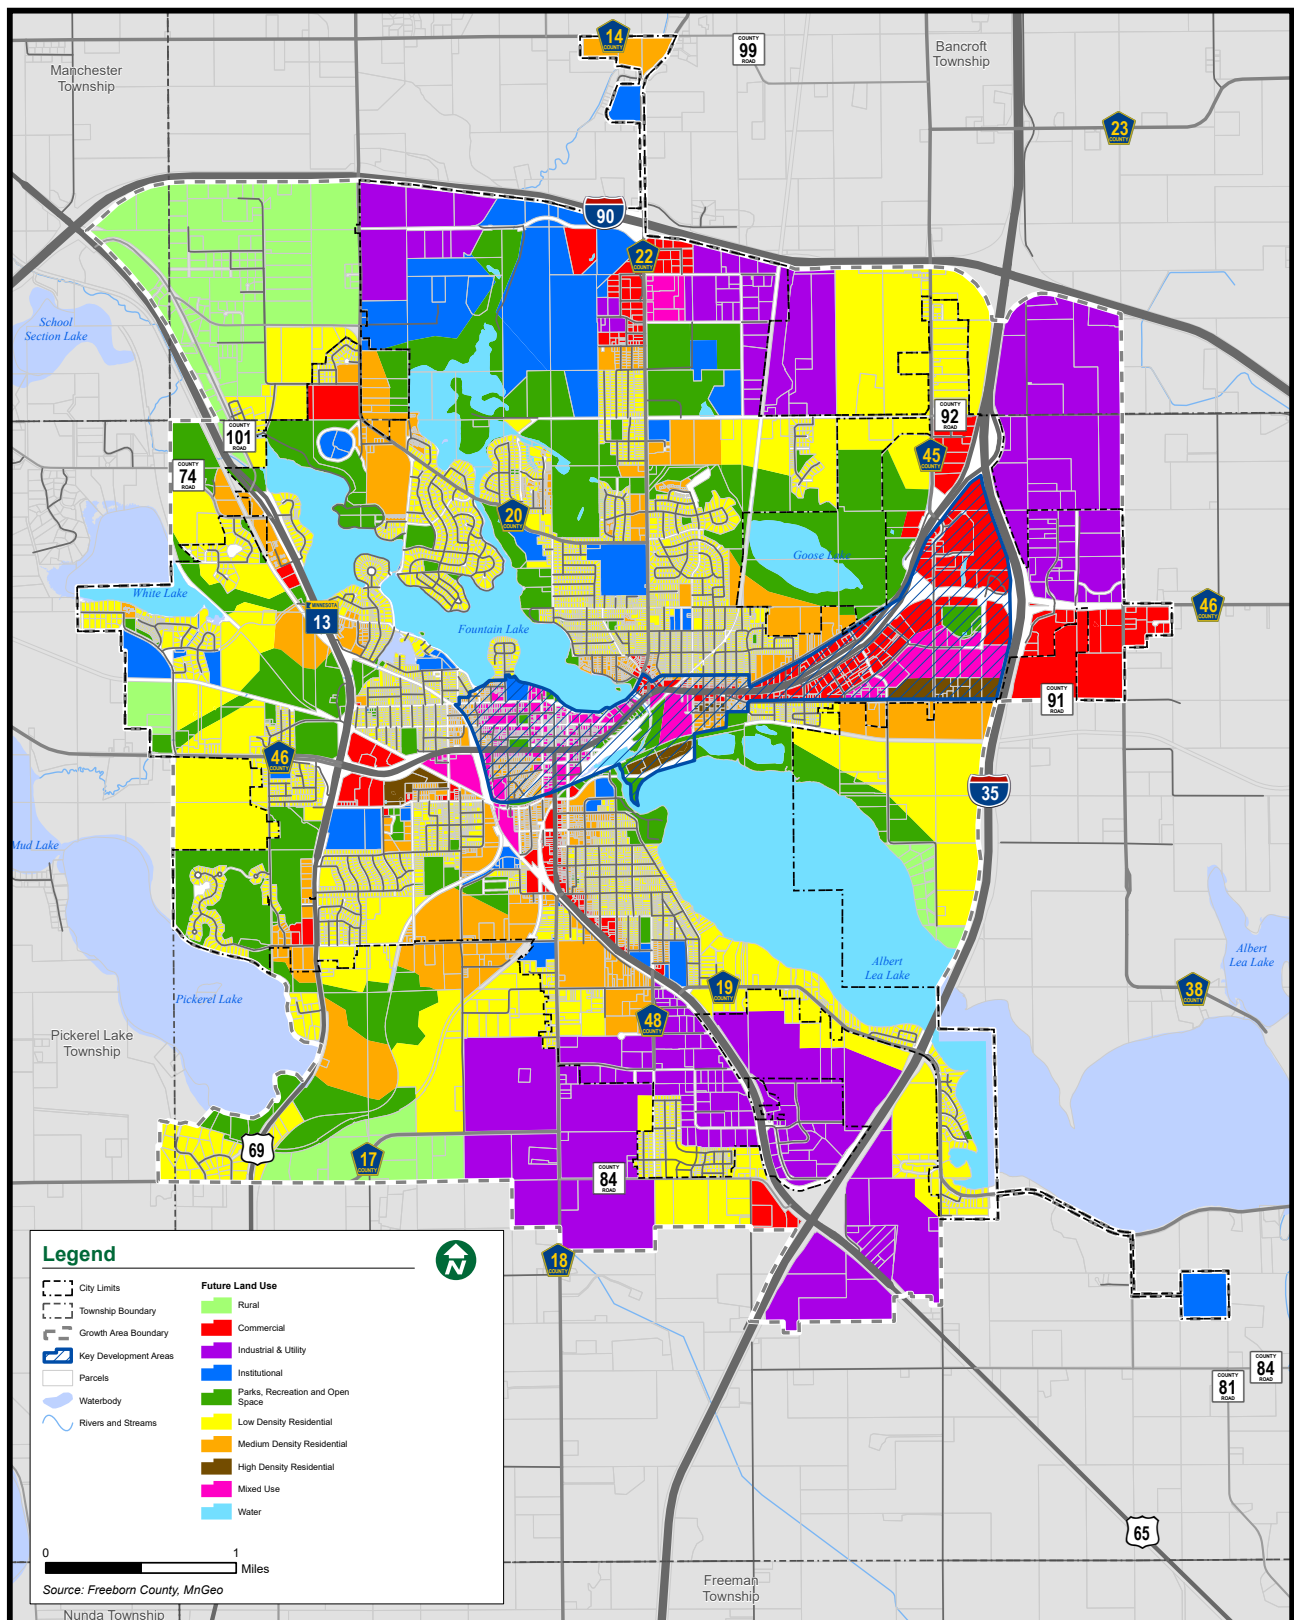 14
COUNTY
COUNTY
99
ROAD
Bancroft
Township
Manchester
Township
23
COUNTY
90
22
COUNTY
School
Section Lake
COUNTY
92
ROAD
COUNTY
101
ROAD
45
COUNTY
COUNTY
74
ROAD
20
COUNTY
Goose Lake
White Lake
MINNESOTA
13
46
COUNTY
Fountain Lake
COUNTY
91
ROAD
46
COUNTY
35
Mud Lake
Albert
Lea Lake
Albert
Lea Lake
Pickerel Lake
19
COUNTY
38
COUNTY
48
COUNTY
Pickerel Lake
Township
69
17
COUNTY
COUNTY
84
ROAD
18
COUNTY
Legend
N
City Limits
Township Boundary
Growth Area Boundary
Key Development Areas
Parcels
Waterbody
Rivers and Streams
Future Land Use
Rural
Commercial
Industrial & Utility
Institutional
Parks, Recreation and Open
Space
Low Density Residential
Medium Density Residential
High Density Residential
Mixed Use
Water
0 1
Miles
Source: Freeborn County, MnGeo
COUNTY
84
ROAD
COUNTY
81
ROAD
65
Freeman
Township
Nunda Township